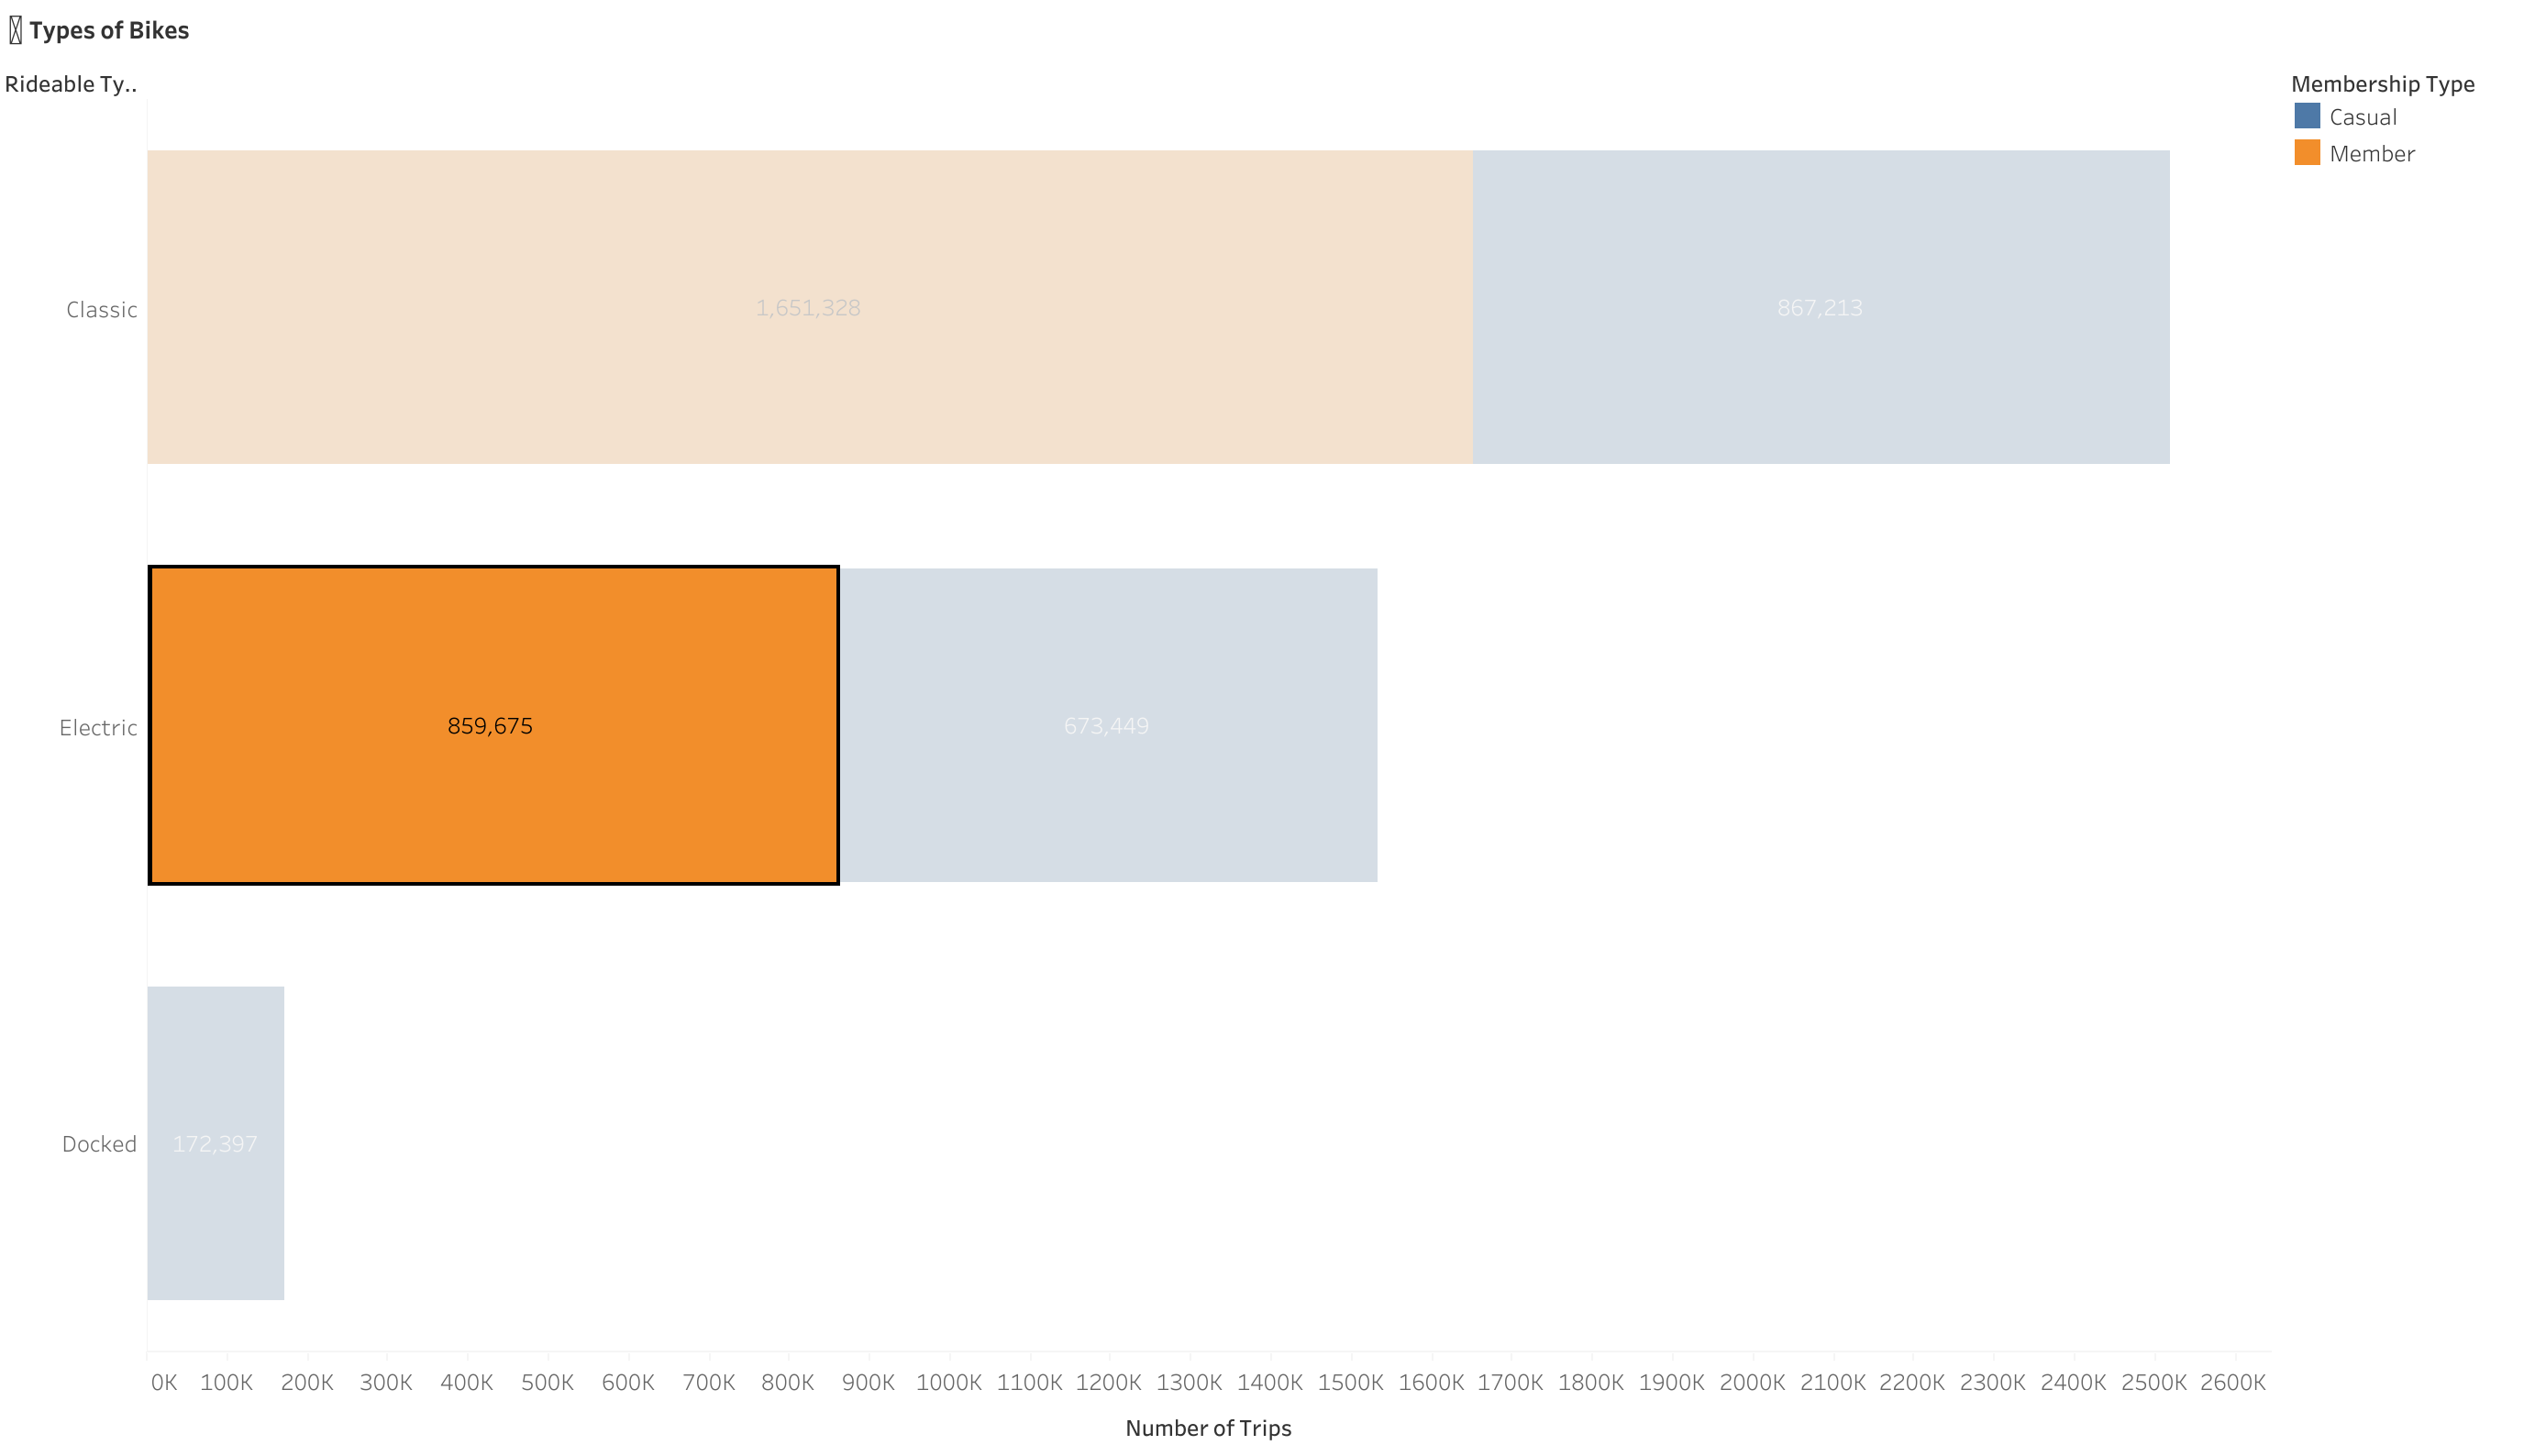 Types of Bikes
Rideable Ty..
Membership Type
Casual
Member
Classic
1,651,328
867,213
Electric
859,675
673,449
Docked
172,397
0K 100K 200K 300K 400K 500K 600K 700K 800K 900K 1000K 1100K 1200K 1300K 1400K 1500K 1600K 1700K 1800K 1900K 2000K 2100K 2200K 2300K 2400K 2500K 2600K
Number of Trips